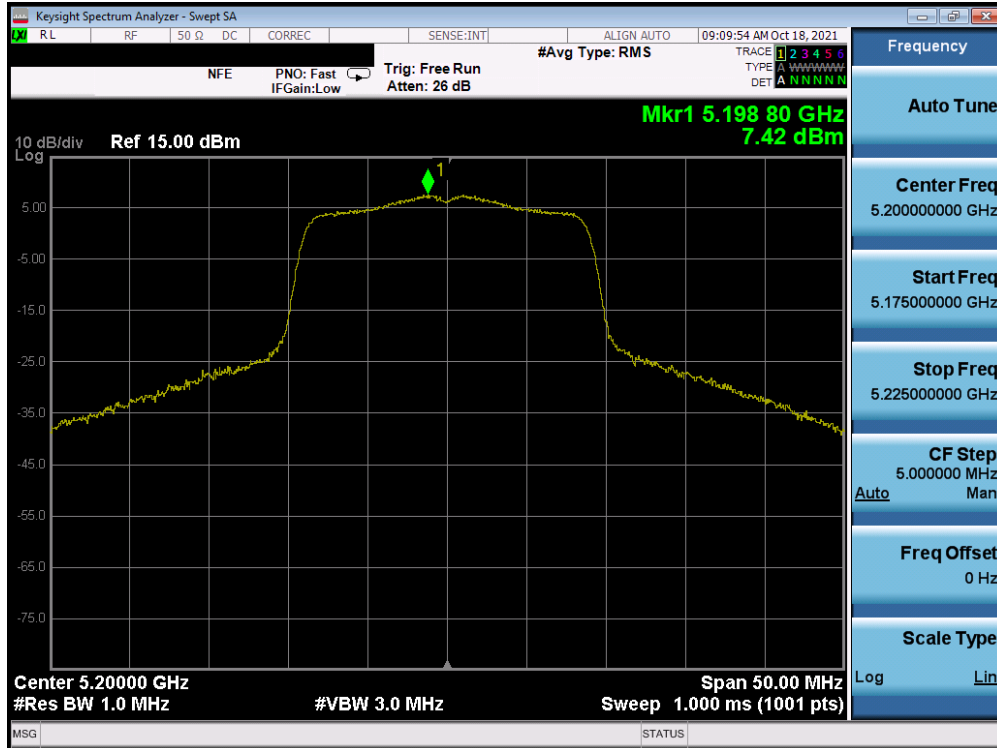 Keysight Spectrum Analyzer - Swept SA
LXI RL RF 50 Ω DC CORREC SENSE:INT ALIGN AUTO 09:09:54 AM Oct 18, 2021
NFE PNO: Fast Trig: Free Run #Avg Type: RMS TRACE 1 2 3 4 5 6
IFGain:Low Atten: 26 dB TYPE A WWWWW
DET A N N N N N
Mkr1 5.198 80 GHz
7.42 dBm
10 dB/div Ref 15.00 dBm
Log
1
5.00
-5.00
-15.0
-25.0
-35.0
-45.0
-55.0
-65.0
-75.0
Center 5.20000 GHz Span 50.00 MHz
#Res BW 1.0 MHz #VBW 3.0 MHz Sweep 1.000 ms (1001 pts)
MSG STATUS
Frequency
Auto Tune
Center Freq
5.200000000 GHz
Start Freq
5.175000000 GHz
Stop Freq
5.225000000 GHz
CF Step
5.000000 MHz
Auto Man
Freq Offset
0 Hz
Scale Type
Log Lin